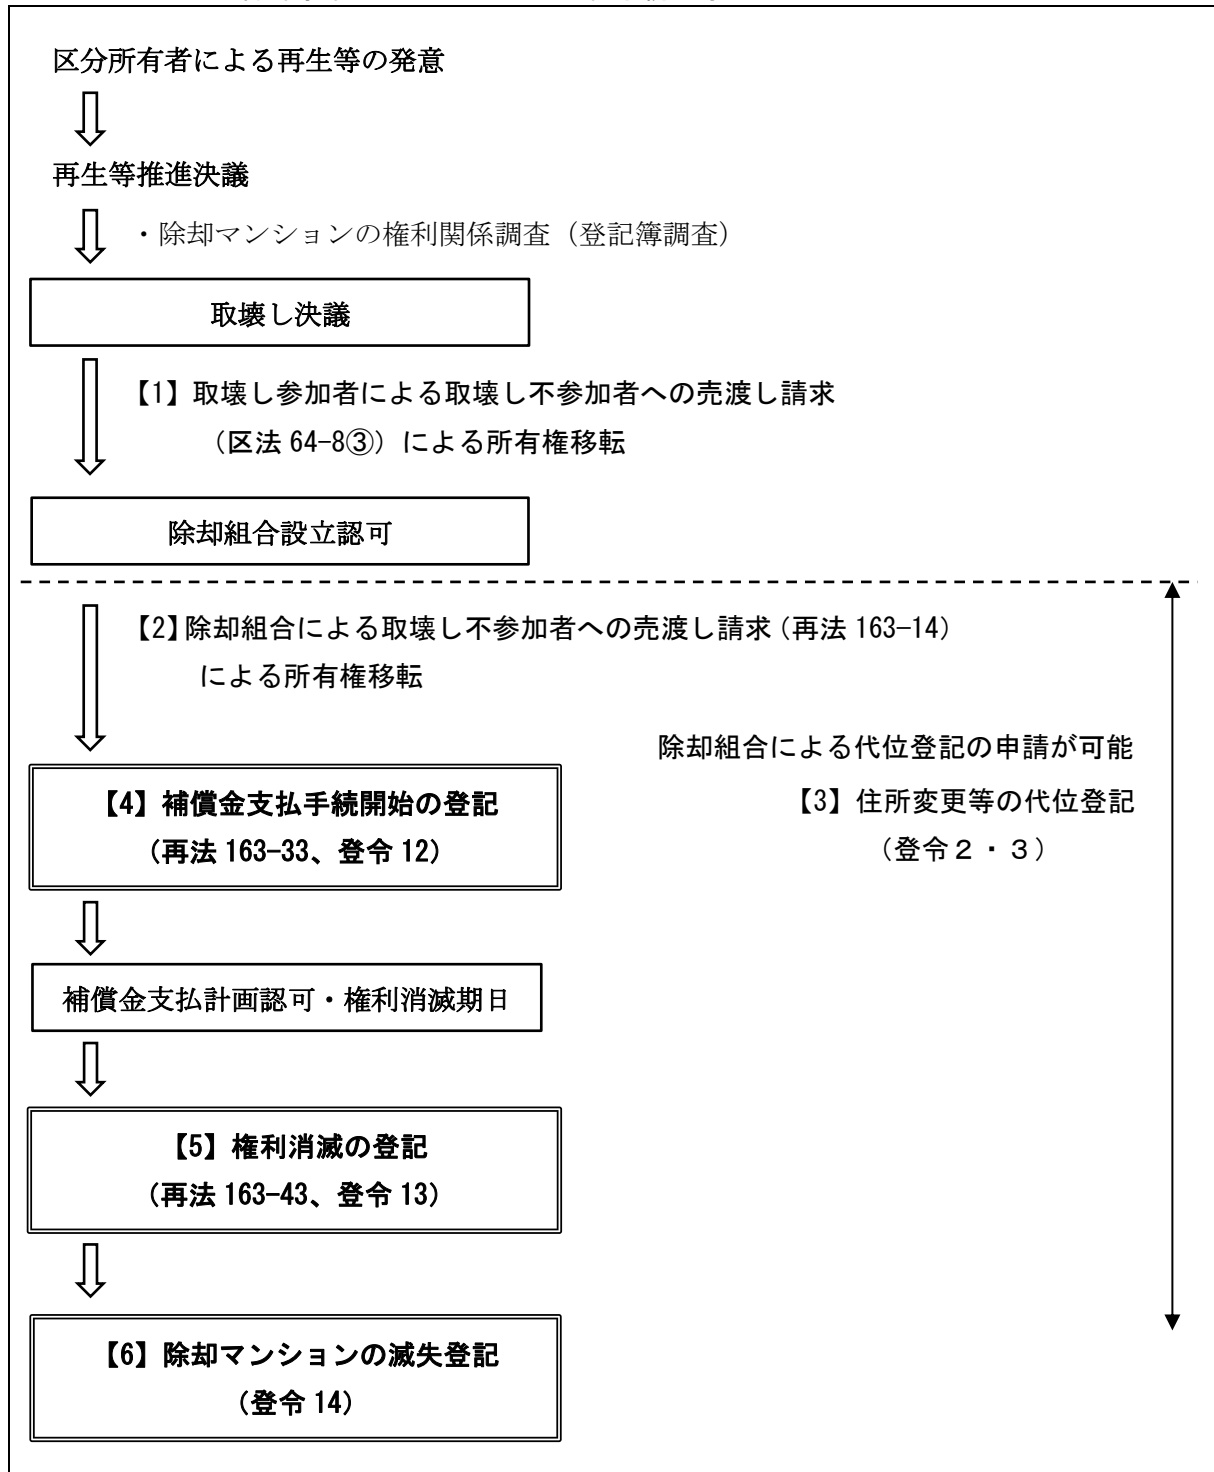 区分所有者による再生等の発意
再生等推進決議
・除却マンションの権利関係調査（登記簿調査）
取壊し決議
【1】取壊し参加者による取壊し不参加者への売渡し請求
（区法 64-8③）による所有権移転
除却組合設立認可
【2】除却組合による取壊し不参加者への売渡し請求（再法 163-14）
による所有権移転
除却組合による代位登記の申請が可能
【3】住所変更等の代位登記
（登令２・３）
【4】補償金支払手続開始の登記
（再法 163-33、登令 12）
補償金支払計画認可・権利消滅期日
【5】権利消滅の登記
（再法 163-43、登令 13）
【6】除却マンションの滅失登記
（登令 14）